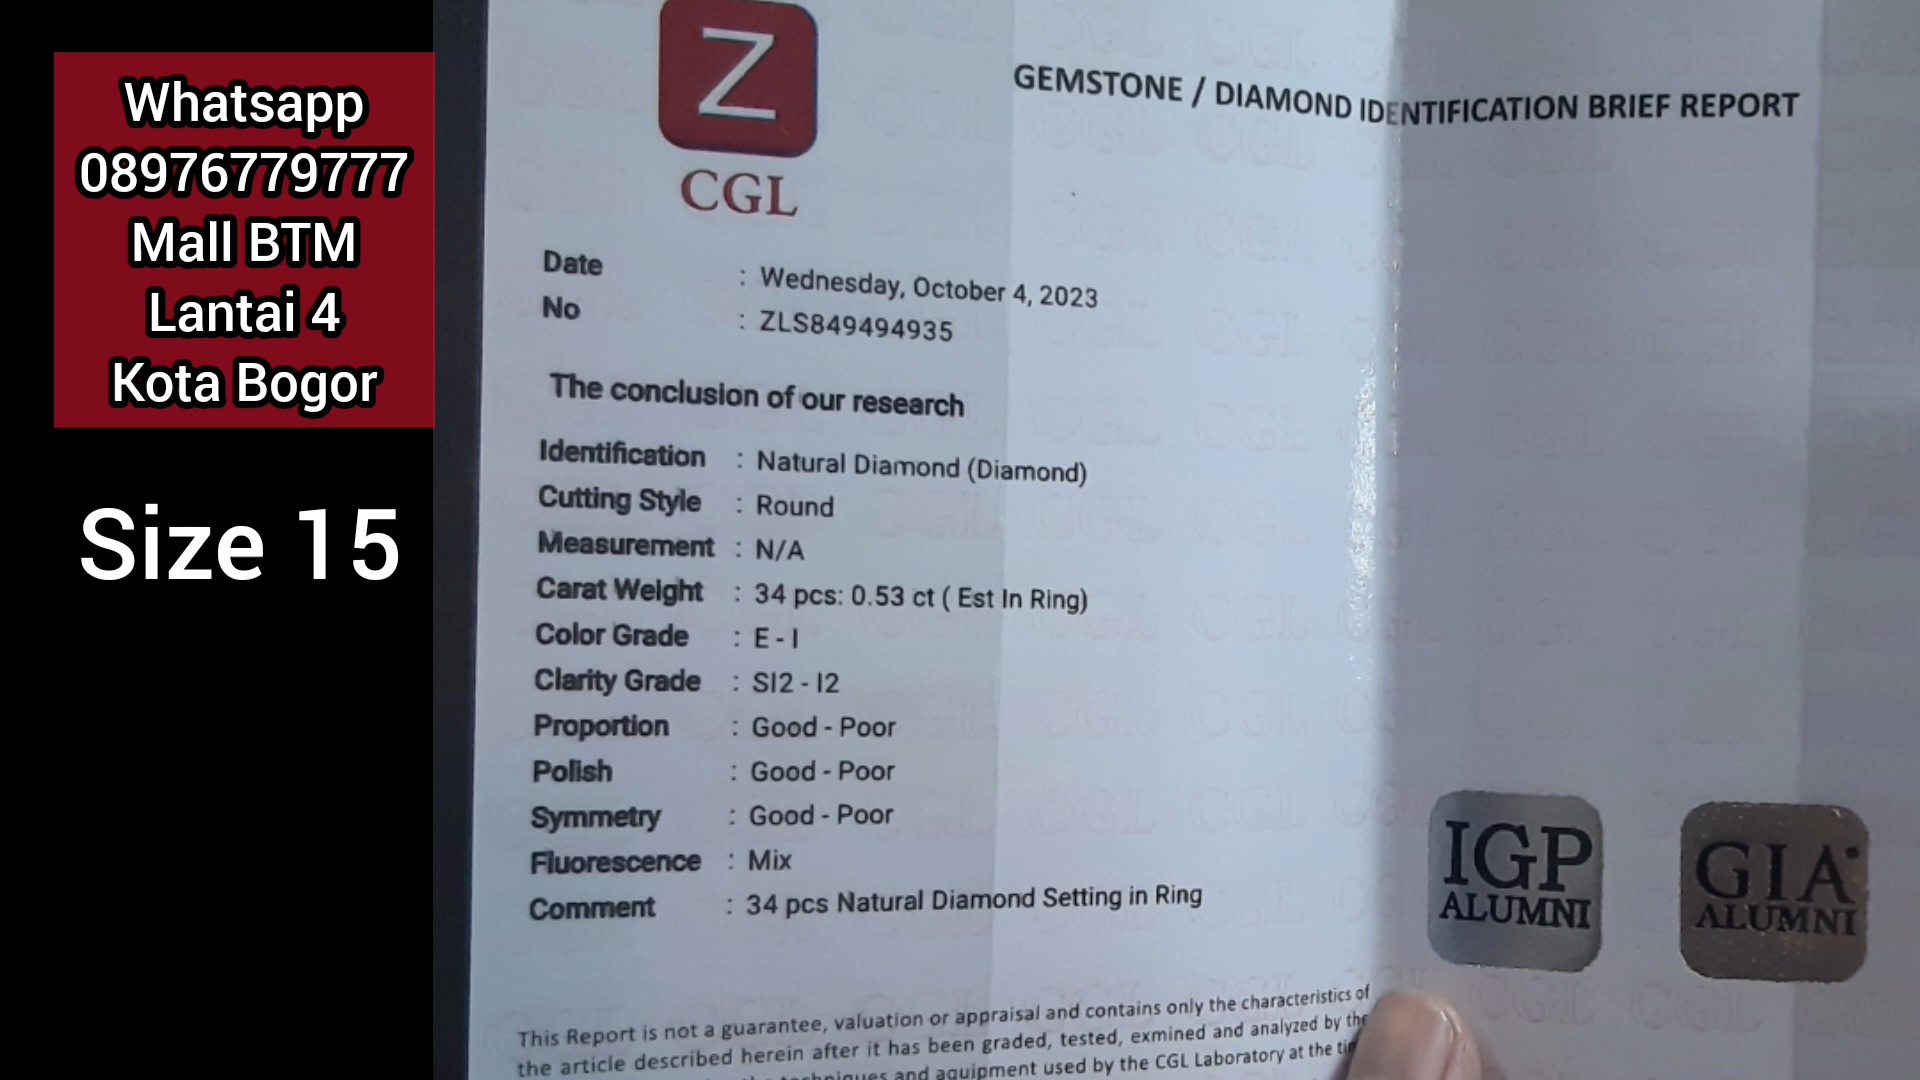 Whatsapp
08976779777
Mall BTM
Lantai 4
Kota Bogor
Size 15
Z
CGL
GEMSTONE / DIAMOND IDENTIFICATION BRIEF REPORT
Date : Wednesday, October 4, 2023
No : ZLS849494935
The conclusion of our research
Identification : Natural Diamond (Diamond)
Cutting Style : Round
Measurement : N/A
Carat Weight : 34 pcs: 0.53 ct ( Est In Ring)
Color Grade : E - I
Clarity Grade : SI2 - I2
Proportion : Good - Poor
Polish : Good - Poor
Symmetry : Good - Poor
Fluorescence : Mix
Comment : 34 pcs Natural Diamond Setting in Ring
IGP
ALUMNI
GIA
ALUMNI
This Report is not a guarantee, valuation or appraisal and contains only the characteristics of
the article described herein after it has been graded, tested, exmined and analyzed by the
techniques and aquipment used by the CGL Laboratory at the